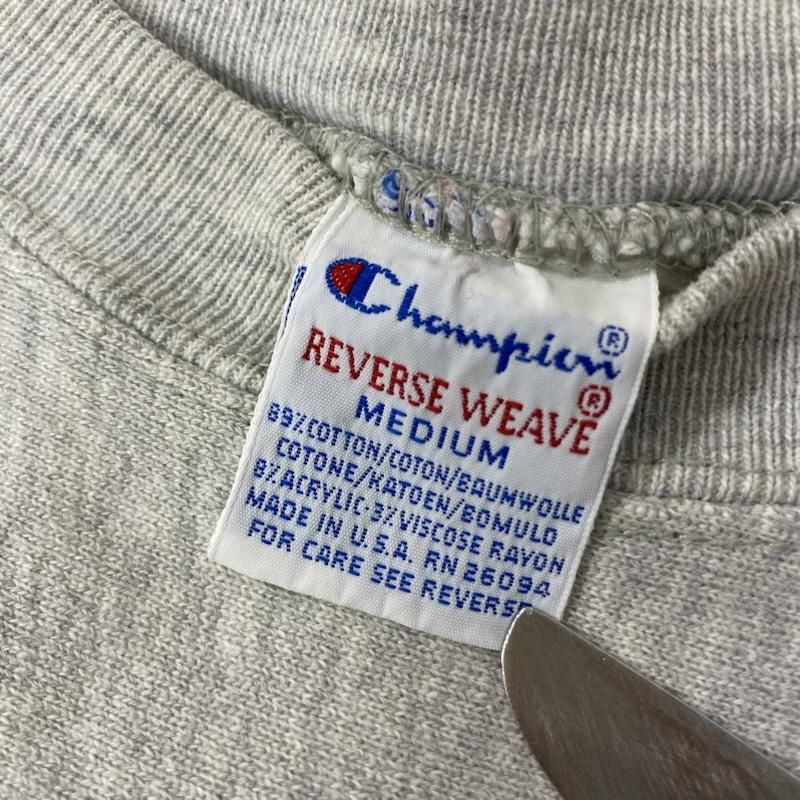 Champion®
REVERSE WEAVE®
MEDIUM
89%COTTON/COTON/BAUMWOLLE
COTONE/KATOEN/BOMULD
8%ACRYLIC·3%VISCOSE RAYON
MADE IN U.S.A. RN 26094
FOR CARE SEE REVERSE